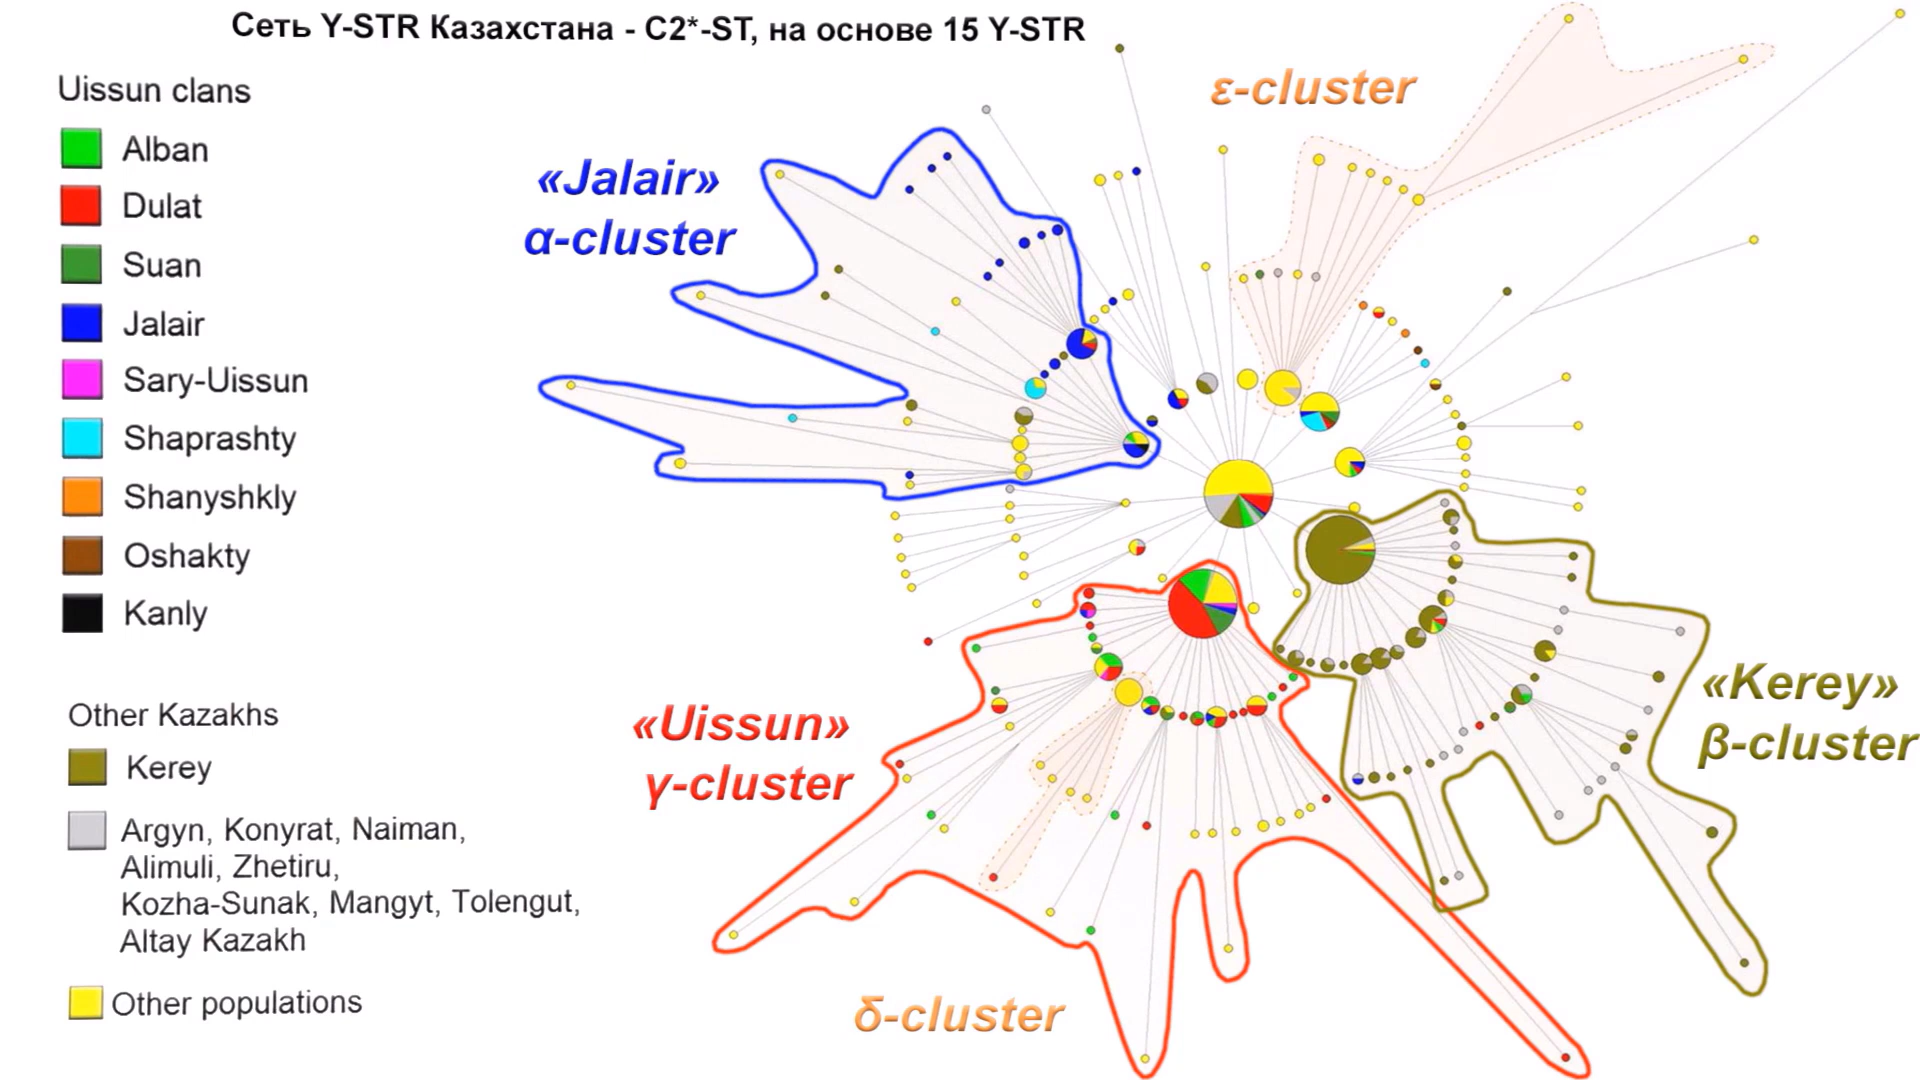 Сеть Y-STR Казахстана - C2*-ST, на основе 15 Y-STR
Uissun clans
Alban
Dulat
Suan
Jalair
Sary-Uissun
Shaprashty
Shanyshkly
Oshakty
Kanly
Other Kazakhs
Kerey
Argyn, Konyrat, Naiman,
Alimuli, Zhetiru,
Kozha-Sunak, Mangyt, Tolengut,
Altay Kazakh
Other populations
«Jalair»
α-cluster
ε-cluster
«Kerey»
β-cluster
«Uissun»
γ-cluster
δ-cluster